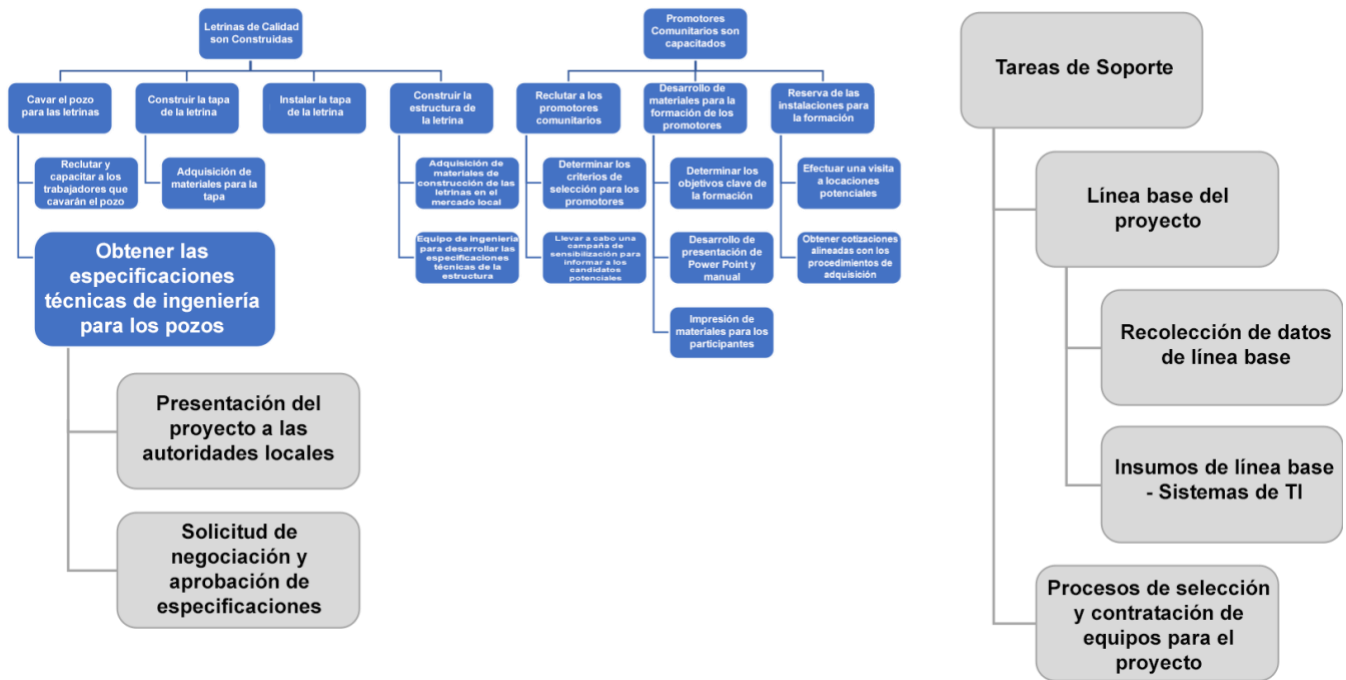 Letrinas de Calidad
son Construidas
Cavar el pozo
para las letrinas
Construir la tapa
de la letrina
Instalar la tapa
de la letrina
Construir la
estructura de
la letrina
Reclutar y
capacitar a los
trabajadores que
cavarán el pozo
Adquisición de
materiales para la
tapa
Adquisición de
materiales de
construcción de las
letrinas en el
mercado local
Obtener las
especificaciones
técnicas de ingeniería
para los pozos
Equipo de ingeniería
para desarrollar las
especificaciones
técnicas de la
estructura
Presentación del
proyecto a las
autoridades locales
Solicitud de
negociación y
aprobación de
especificaciones
Promotores
Comunitarios son
capacitados
Reclutar a los
promotores
comunitarios
Desarrollo de
materiales para la
formación de los
promotores
Reserva de las
instalaciones para
la formación
Determinar los
criterios de
selección para los
promotores
Determinar los
objetivos clave de
la formación
Efectuar una visita
a locaciones
potenciales
Llevar a cabo una
campaña de
sensibilización para
informar a los
candidatos potenciales
Desarrollo de
presentación de
Power Point y
manual
Obtener cotizaciones
alineadas con los
procedimientos de
adquisición
Impresión de
materiales para los
participantes
Tareas de Soporte
Línea base del
proyecto
Recolección de datos
de línea base
Insumos de línea base
- Sistemas de TI
Procesos de selección
y contratación de
equipos para el
proyecto